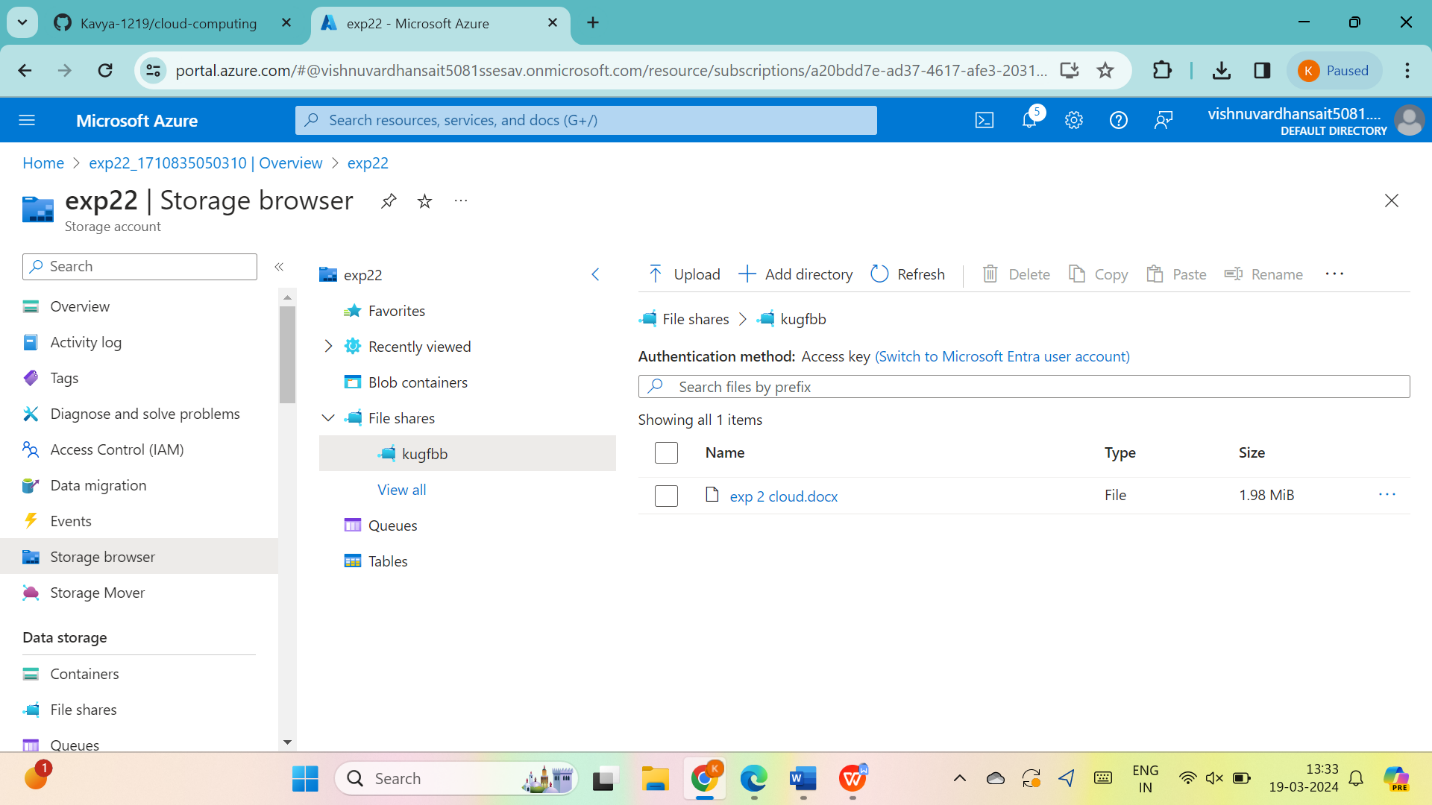 Kavya-1219/cloud-computing
exp22 - Microsoft Azure
portal.azure.com/#@vishnuvardhansait5081ssesav.onmicrosoft.com/resource/subscriptions/a20bdd7e-ad37-4617-afe3-2031...
K Paused
Microsoft Azure
Search resources, services, and docs (G+/)
5
vishnuvardhansait5081....
DEFAULT DIRECTORY
Home > exp22_1710835050310 | Overview > exp22
exp22 | Storage browser
Storage account
Search
Overview
Activity log
Tags
Diagnose and solve problems
Access Control (IAM)
Data migration
Events
Storage browser
Storage Mover
Data storage
Containers
File shares
Queues
exp22
Favorites
Recently viewed
Blob containers
File shares
kugfbb
View all
Queues
Tables
Upload Add directory Refresh Delete Copy Paste Rename
File shares > kugfbb
Authentication method: Access key (Switch to Microsoft Entra user account)
Search files by prefix
Showing all 1 items
Name Type Size
exp 2 cloud.docx File 1.98 MiB
1
Search
K
W
ENG
IN
13:33
19-03-2024
PRE